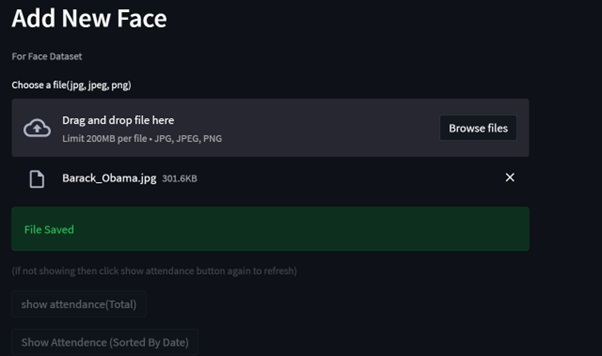 Add New Face
For Face Dataset
Choose a file(jpg, jpeg, png)
Drag and drop file here
Limit 200MB per file • JPG, JPEG, PNG
Browse files
Barack_Obama.jpg 301.6KB
File Saved
(if not showing then click show attendance button again to refresh)
show attendance(Total)
Show Attendence (Sorted By Date)